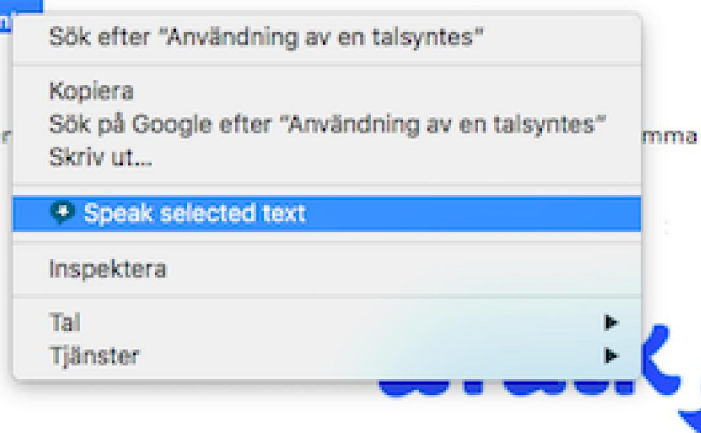 Sök efter "Användning av en talsyntes"
Kopiera
Sök på Google efter "Användning av en talsyntes"
mma
Skriv ut...
Speak selected text
Inspektera
Tal
Tjänster